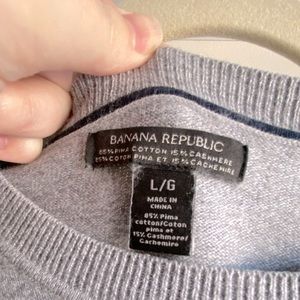 BANANA REPUBLIC
85% PIMA COTTON 15% CASHMERE
85% COTON PIMA ET 15% CACHEMIRE
L/G
MADE IN
CHINA
85% Pima
cotton/Coton
pima et
15% Cashmere/
Cachemire